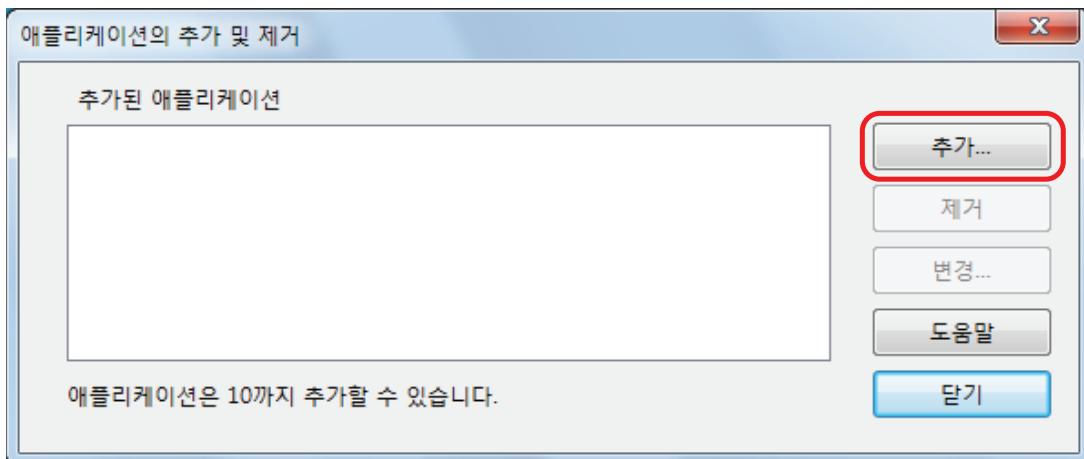 애플리케이션의 추가 및 제거
추가된 애플리케이션
추가...
제거
변경...
도움말
애플리케이션은 10까지 추가할 수 있습니다.
닫기